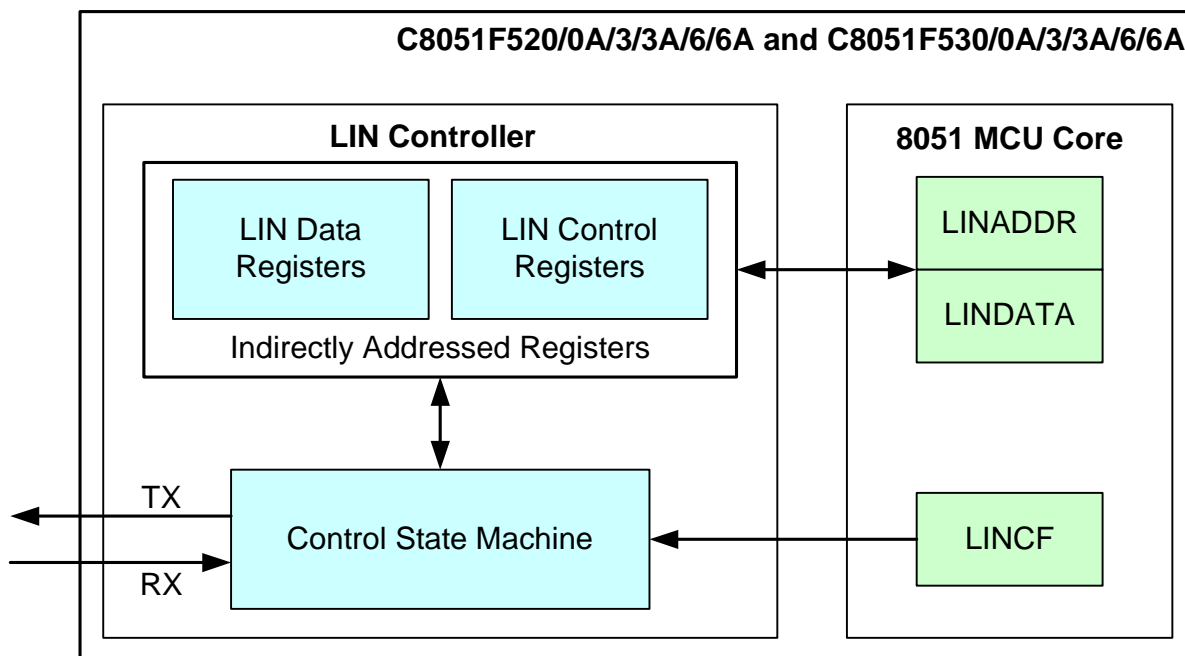 C8051F520/0A/3/3A/6/6A and C8051F530/0A/3/3A/6/6A
LIN Controller
8051 MCU Core
LIN Data
Registers
LIN Control
Registers
Indirectly Addressed Registers
LINADDR
LINDATA
TX
RX
Control State Machine
LINCF